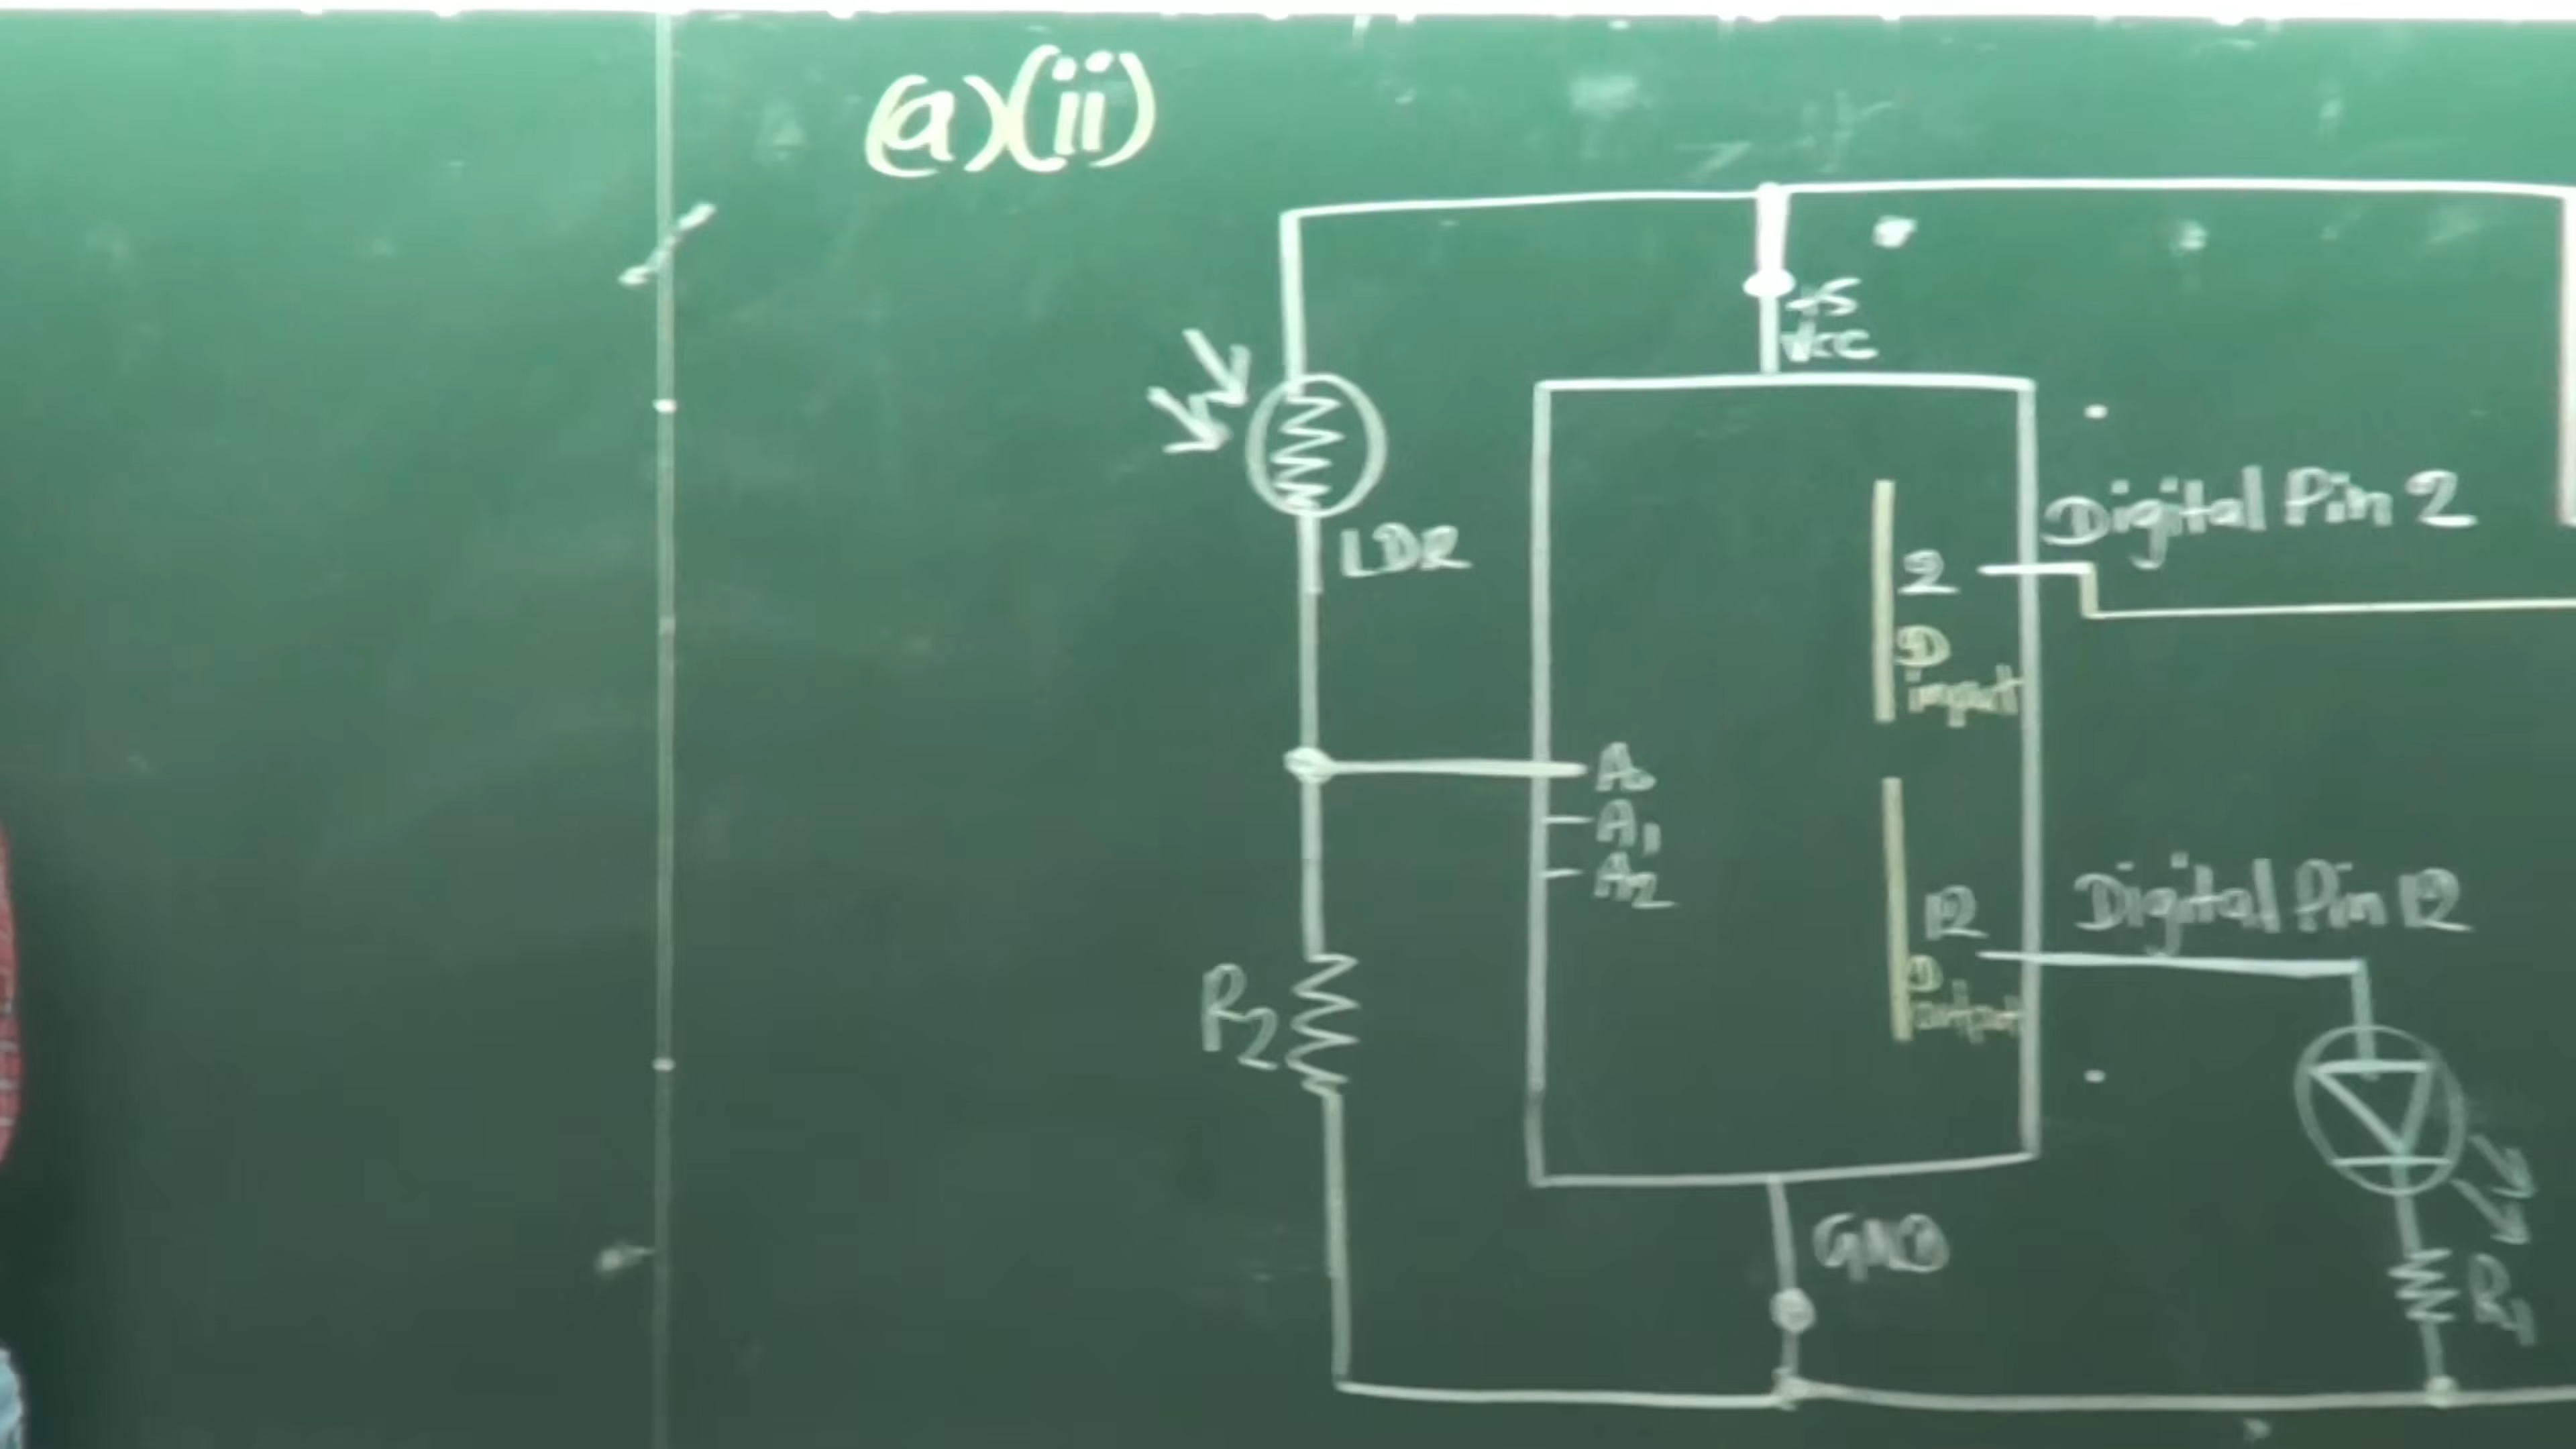 (a)(ii)
+5
Vcc
LDR
Digital Pin 2
2
D
input
A0
A1
A2
12
Digital Pin 12
D
output
R2
GND
R1